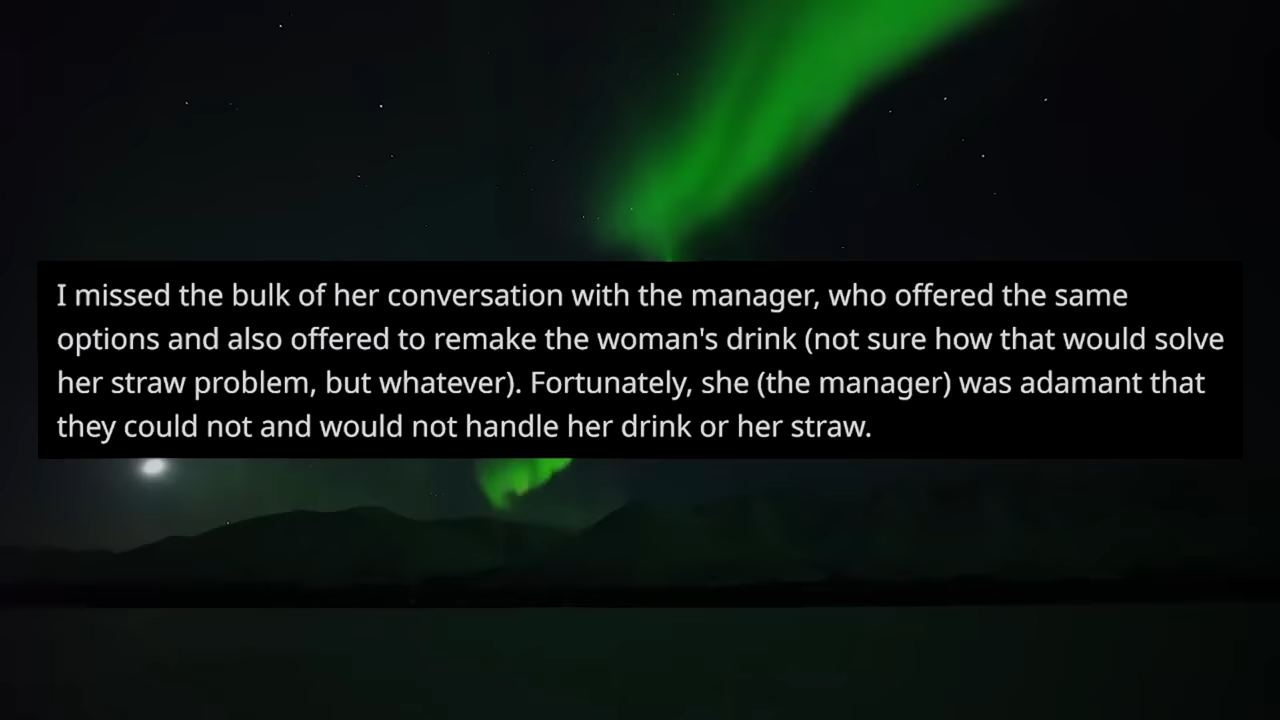 I missed the bulk of her conversation with the manager, who offered the same
options and also offered to remake the woman's drink (not sure how that would solve
her straw problem, but whatever). Fortunately, she (the manager) was adamant that
they could not and would not handle her drink or her straw.